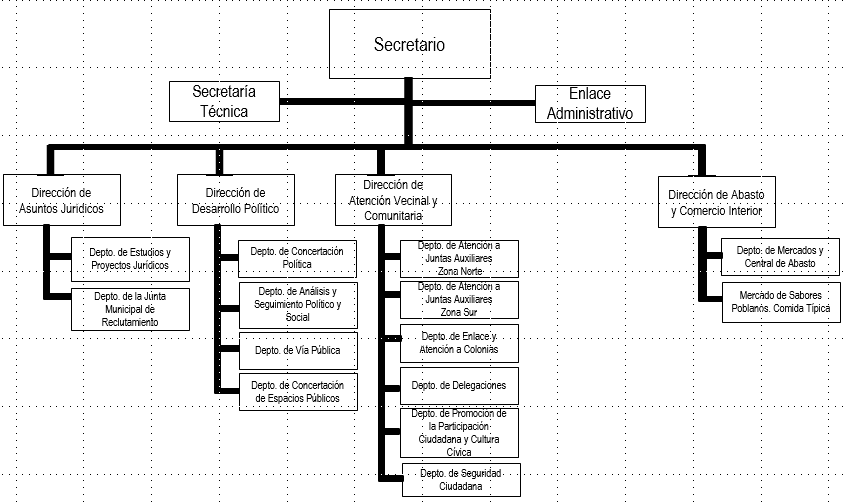 Secretario
Secretaría
Técnica
Enlace
Administrativo
Dirección de
Asuntos Jurídicos
Dirección de
Desarrollo Político
Dirección de
Atención Vecinal y
Comunitaria
Dirección de Abasto
y Comercio Interior
Depto. de Estudios y
Proyectos Jurídicos
Depto. de la Junta
Municipal de
Reclutamiento
Depto. de Concertación
Política
Depto. de Análisis y
Seguimiento Político y
Social
Depto. de Vía Pública
Depto. de Concertación
de Espacios Públicos
Depto. de Atención a
Juntas Auxiliares
Zona Norte
Depto. de Atención a
Juntas Auxiliares
Zona Sur
Depto. de Enlace y
Atención a Colonias
Depto. de Delegaciones
Depto. de Promoción de
la Participación
Ciudadana y Cultura
Cívica
Depto. de Seguridad
Ciudadana
Depto. de Mercados y
Central de Abasto
Mercado de Sabores
Poblanos. Comida Típica